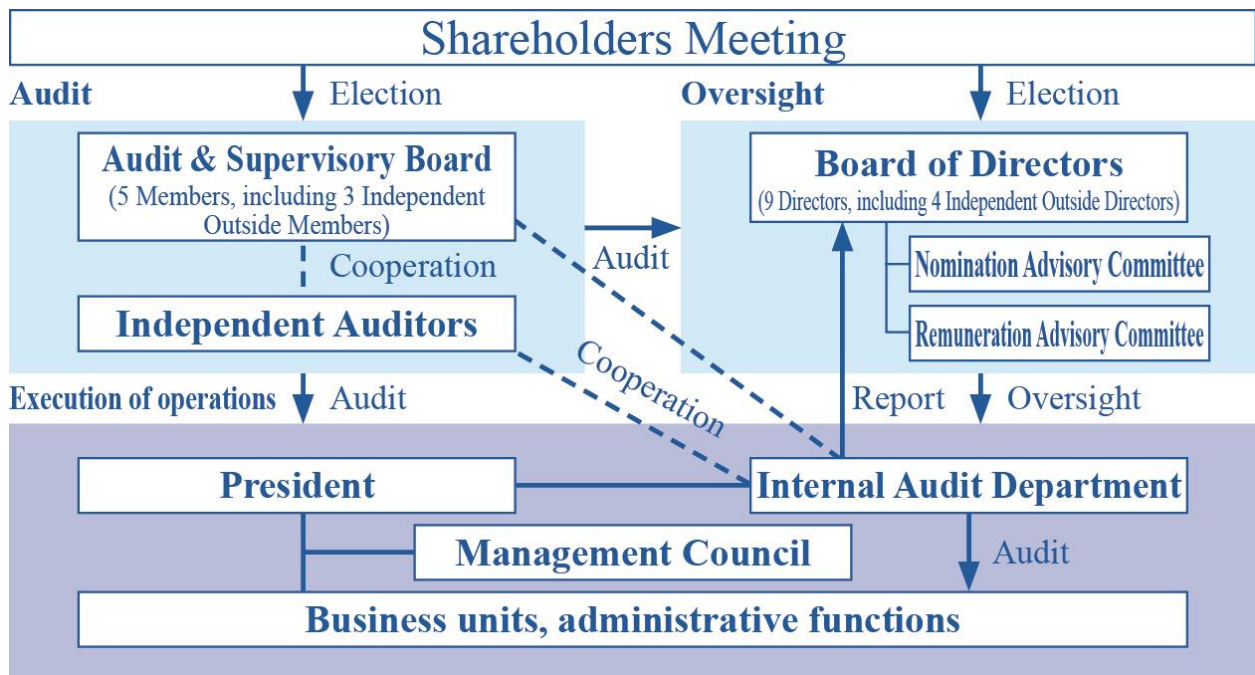 Shareholders Meeting
Audit
Election
Oversight
Election
Audit & Supervisory Board
(5 Members, including 3 Independent
Outside Members)
Cooperation
Independent Auditors
Audit
Board of Directors
(9 Directors, including 4 Independent Outside Directors)
Nomination Advisory Committee
Remuneration Advisory Committee
Cooperation
Execution of operations
Audit
Report
Oversight
President
Internal Audit Department
Management Council
Audit
Business units, administrative functions